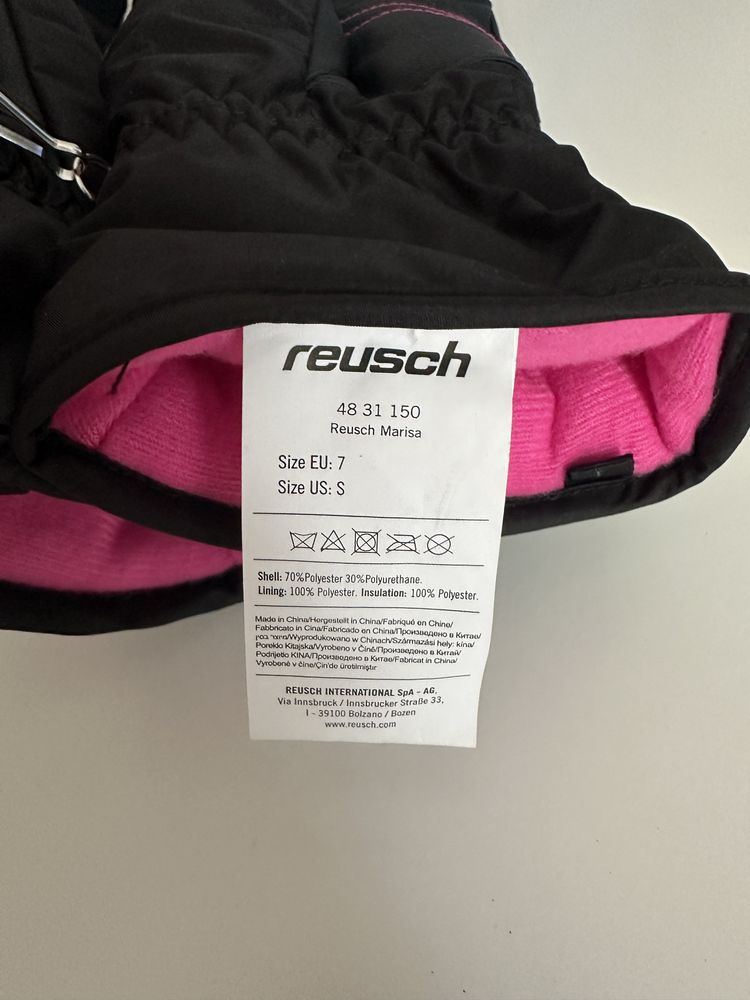 reusch
48 31 150
Reusch Marisa
Size EU: 7
Size US: S
Shell: 70%Polyester 30%Polyurethane.
Lining: 100% Polyester. Insulation: 100% Polyester.
Made in China/Hergestellt in China/Fabriqué en Chine/
Fabbricato in Cina/Fabricado en China/Произведено в Китае/
מיוצר בסין/Wyprodukowano w Chinach/Származási hely: kína/
Poreklo Kitajska/Vyrobeno v Číně/Произведено в Китай/
Podrijetlo KINA/Произведено в Китае/Fabricat in China/
Vyrobené v číne/Çin'de üretilmiştir
REUSCH INTERNATIONAL SpA - AG.
Via Innsbruck / Innsbrucker Straße 33,
I - 39100 Bolzano / Bozen
www.reusch.com